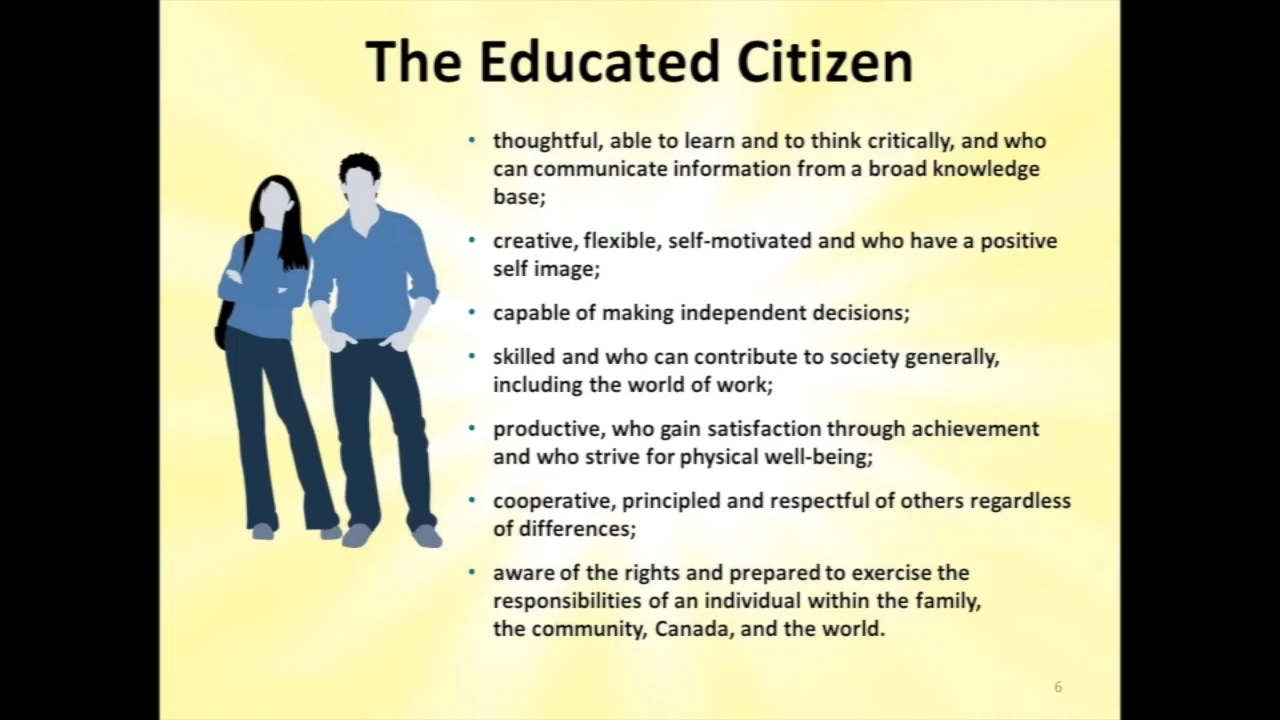 The Educated Citizen
• thoughtful, able to learn and to think critically, and who
can communicate information from a broad knowledge
base;
• creative, flexible, self-motivated and who have a positive
self image;
• capable of making independent decisions;
• skilled and who can contribute to society generally,
including the world of work;
• productive, who gain satisfaction through achievement
and who strive for physical well-being;
• cooperative, principled and respectful of others regardless
of differences;
• aware of the rights and prepared to exercise the
responsibilities of an individual within the family,
the community, Canada, and the world.
6